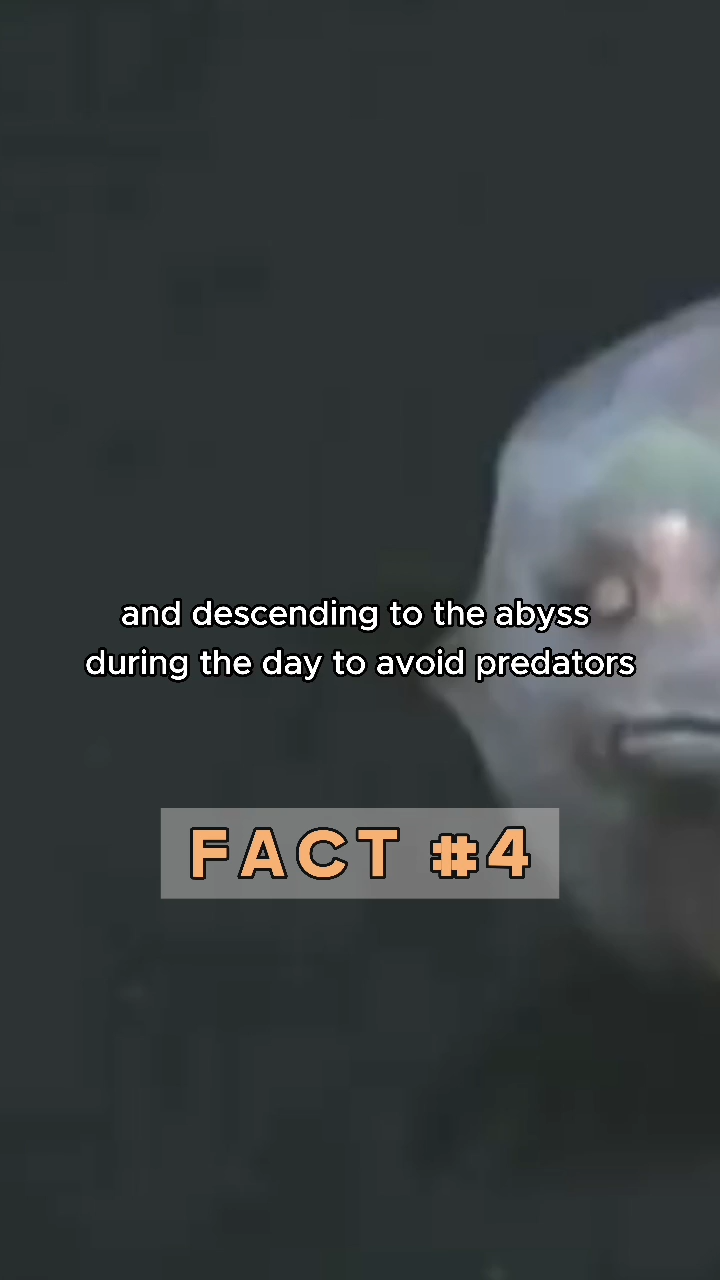 and descending to the abyss
during the day to avoid predators
FACT #4